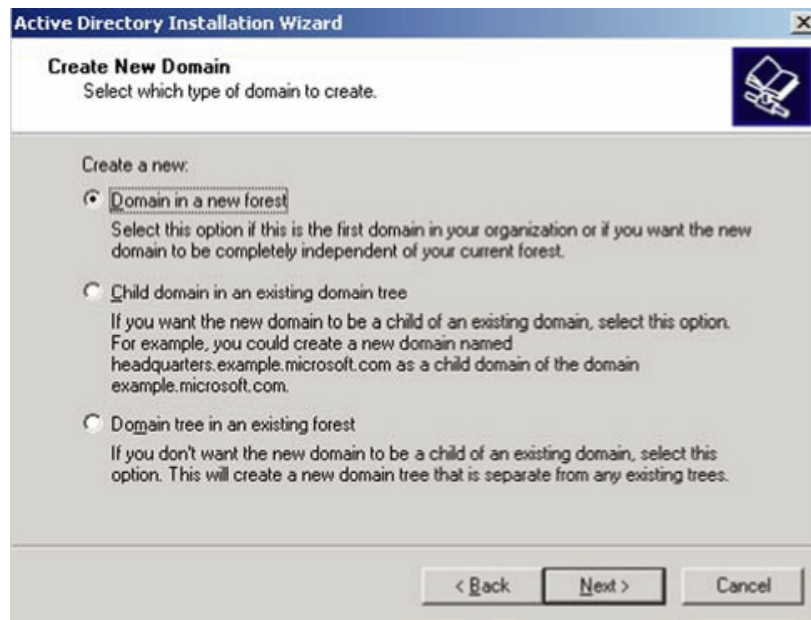 Active Directory Installation Wizard
Create New Domain
Select which type of domain to create.
Create a new:
Domain in a new forest
Select this option if this is the first domain in your organization or if you want the new
domain to be completely independent of your current forest.
Child domain in an existing domain tree
If you want the new domain to be a child of an existing domain, select this option.
For example, you could create a new domain named
headquarters.example.microsoft.com as a child domain of the domain
example.microsoft.com.
Domain tree in an existing forest
If you don't want the new domain to be a child of an existing domain, select this
option. This will create a new domain tree that is separate from any existing trees.
< Back Next > Cancel